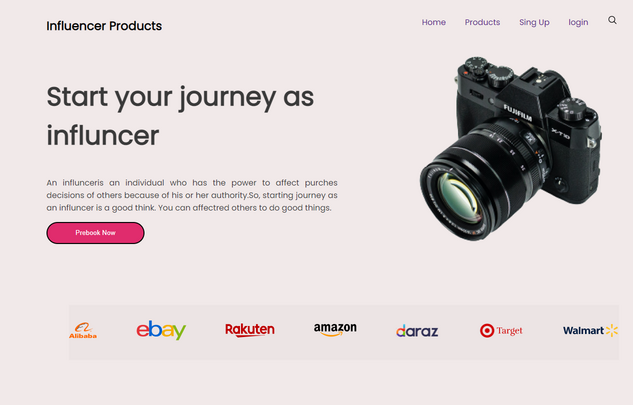 Influencer Products
Home Products Sing Up login
Start your journey as
influncer
An influnceris an individual who has the power to affect purches
decisions of others because of his or her authority.So, starting journey as
an influncer is a good think. You can affectred others to do good things.
Prebook Now
FUJIFILM
X-T10
Alibaba
ebay
Rakuten
amazon
daraz
Target
Walmart